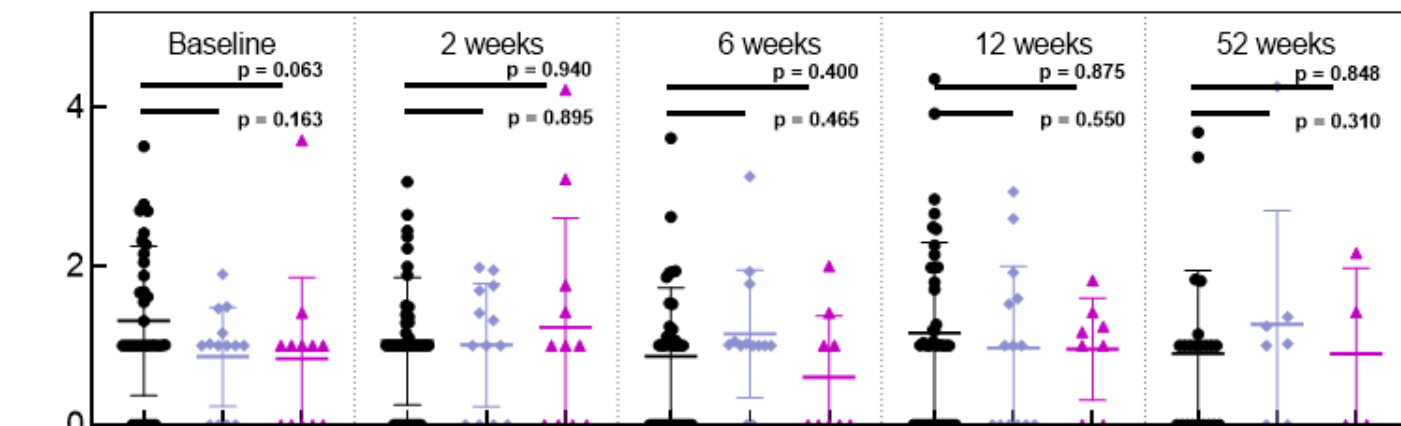 Baseline
2 weeks
6 weeks
12 weeks
52 weeks
p = 0.063
p = 0.940
p = 0.400
p = 0.875
p = 0.848
p = 0.163
p = 0.895
p = 0.465
p = 0.550
p = 0.310
4
2
0